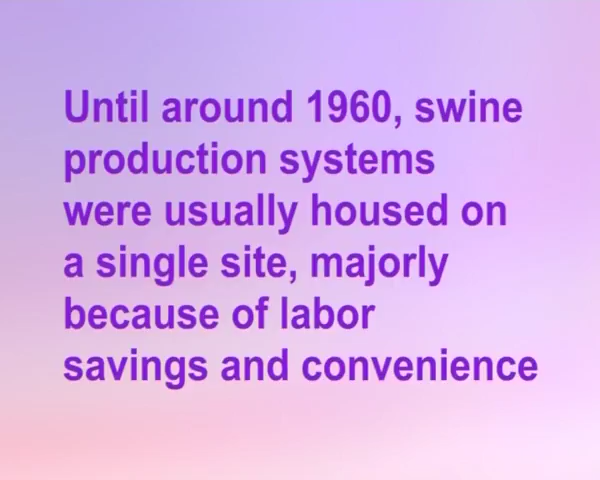 Until around 1960, swine
production systems
were usually housed on
a single site, majorly
because of labor
savings and convenience